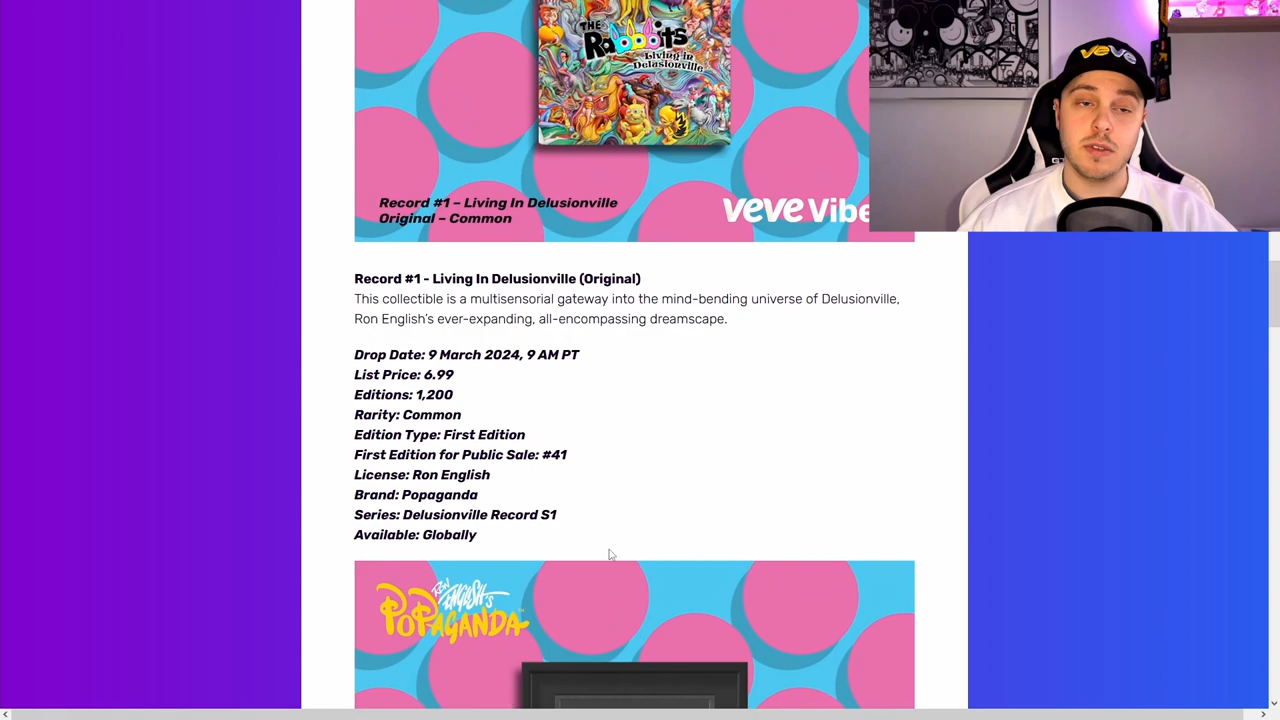 THE
Rabbbits
Living in
Delusionville
Record #1 – Living In Delusionville
Original – Common
veve Vibe
veve
Record #1 - Living In Delusionville (Original)
This collectible is a multisensorial gateway into the mind-bending universe of Delusionville,
Ron English's ever-expanding, all-encompassing dreamscape.
Drop Date: 9 March 2024, 9 AM PT
List Price: 6.99
Editions: 1,200
Rarity: Common
Edition Type: First Edition
First Edition for Public Sale: #41
License: Ron English
Brand: Popaganda
Series: Delusionville Record S1
Available: Globally
RON ENGLISH'S
POPAGANDA